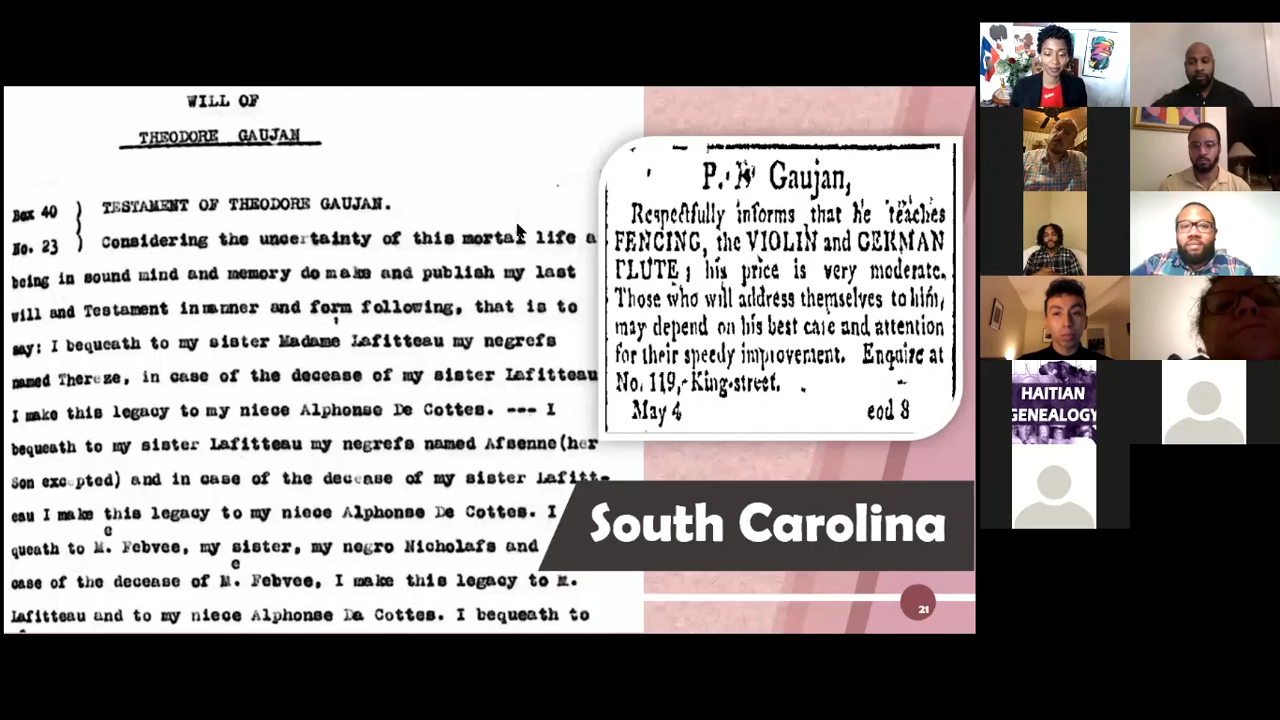 WILL OF
THEODORE GAUJAN
Box 40
No. 23
TESTAMENT OF THEODORE GAUJAN.
Considering the uncertainty of this mortal life a
being in sound mind and memory do make and publish my last
will and Testament in manner and form following, that is to
say: I bequeath to my sister Madame Lafitteau my negrefs
named Thereze, in case of the decease of my sister Lafitteau
I make this legacy to my niece Alphonse De Cottes. --- I
bequeath to my sister Lafitteau my negrefs named Afsenne(her
Son excepted) and in case of the decease of my sister Lafitt-
eau I make this legacy to my niece Alphonse De Cottes. I
queath to M.e Febvee, my sister, my negro Nicholafs and
case of the decease of M.e Febvee, I make this legacy to M.
Lafitteau and to my niece Alphonse Da Cottes. I bequeath to
P. Gaujan,
Respectfully informs that he teaches
FENCING, the VIOLIN and GERMAN
FLUTE; his price is very moderate.
Those who will address themselves to him,
may depend on his best care and attention
for their speedy improvement. Enquire at
No. 119, King-street.
May 4 eod 8
South Carolina
21
HAITIAN
GENEALOGY